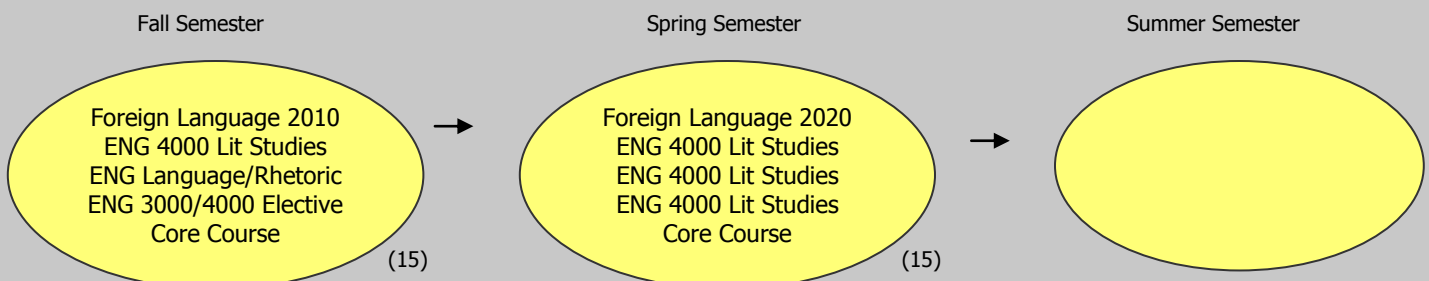 Fall Semester
Spring Semester
Summer Semester
Foreign Language 2010
ENG 4000 Lit Studies
ENG Language/Rhetoric
ENG 3000/4000 Elective
Core Course
(15)
Foreign Language 2020
ENG 4000 Lit Studies
ENG 4000 Lit Studies
ENG 4000 Lit Studies
Core Course
(15)